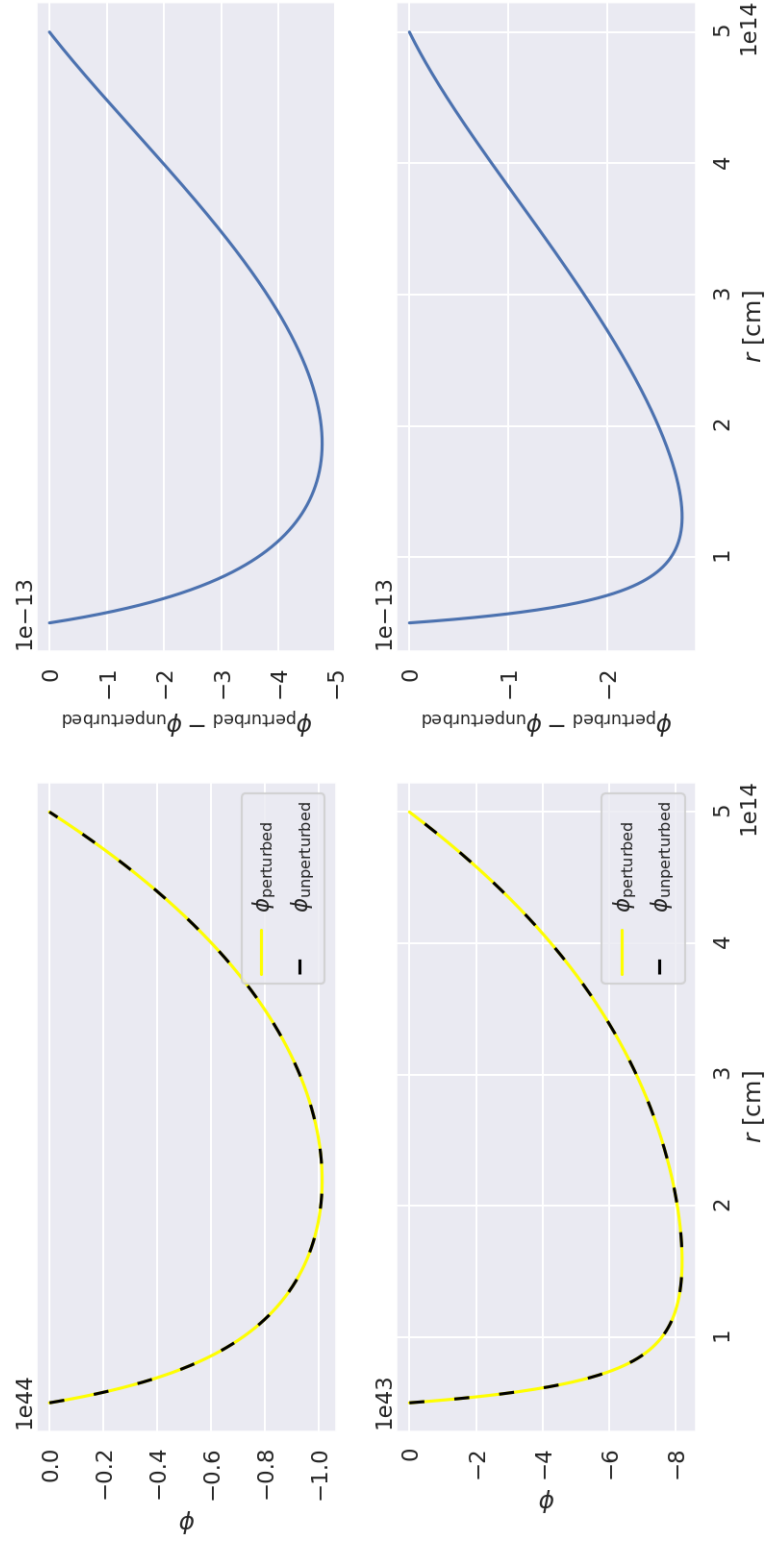 1e44
0.0
−0.2
−0.4
−0.6
−0.8
−1.0
ϕ
ϕperturbed
ϕunperturbed
1e−13
0
−1
−2
−3
−4
−5
ϕperturbed − ϕunperturbed
1e43
0
−2
−4
−6
−8
ϕ
ϕperturbed
ϕunperturbed
1 2 3 4 5
1e14
r [cm]
1e−13
0
−1
−2
ϕperturbed − ϕunperturbed
1 2 3 4 5
1e14
r [cm]